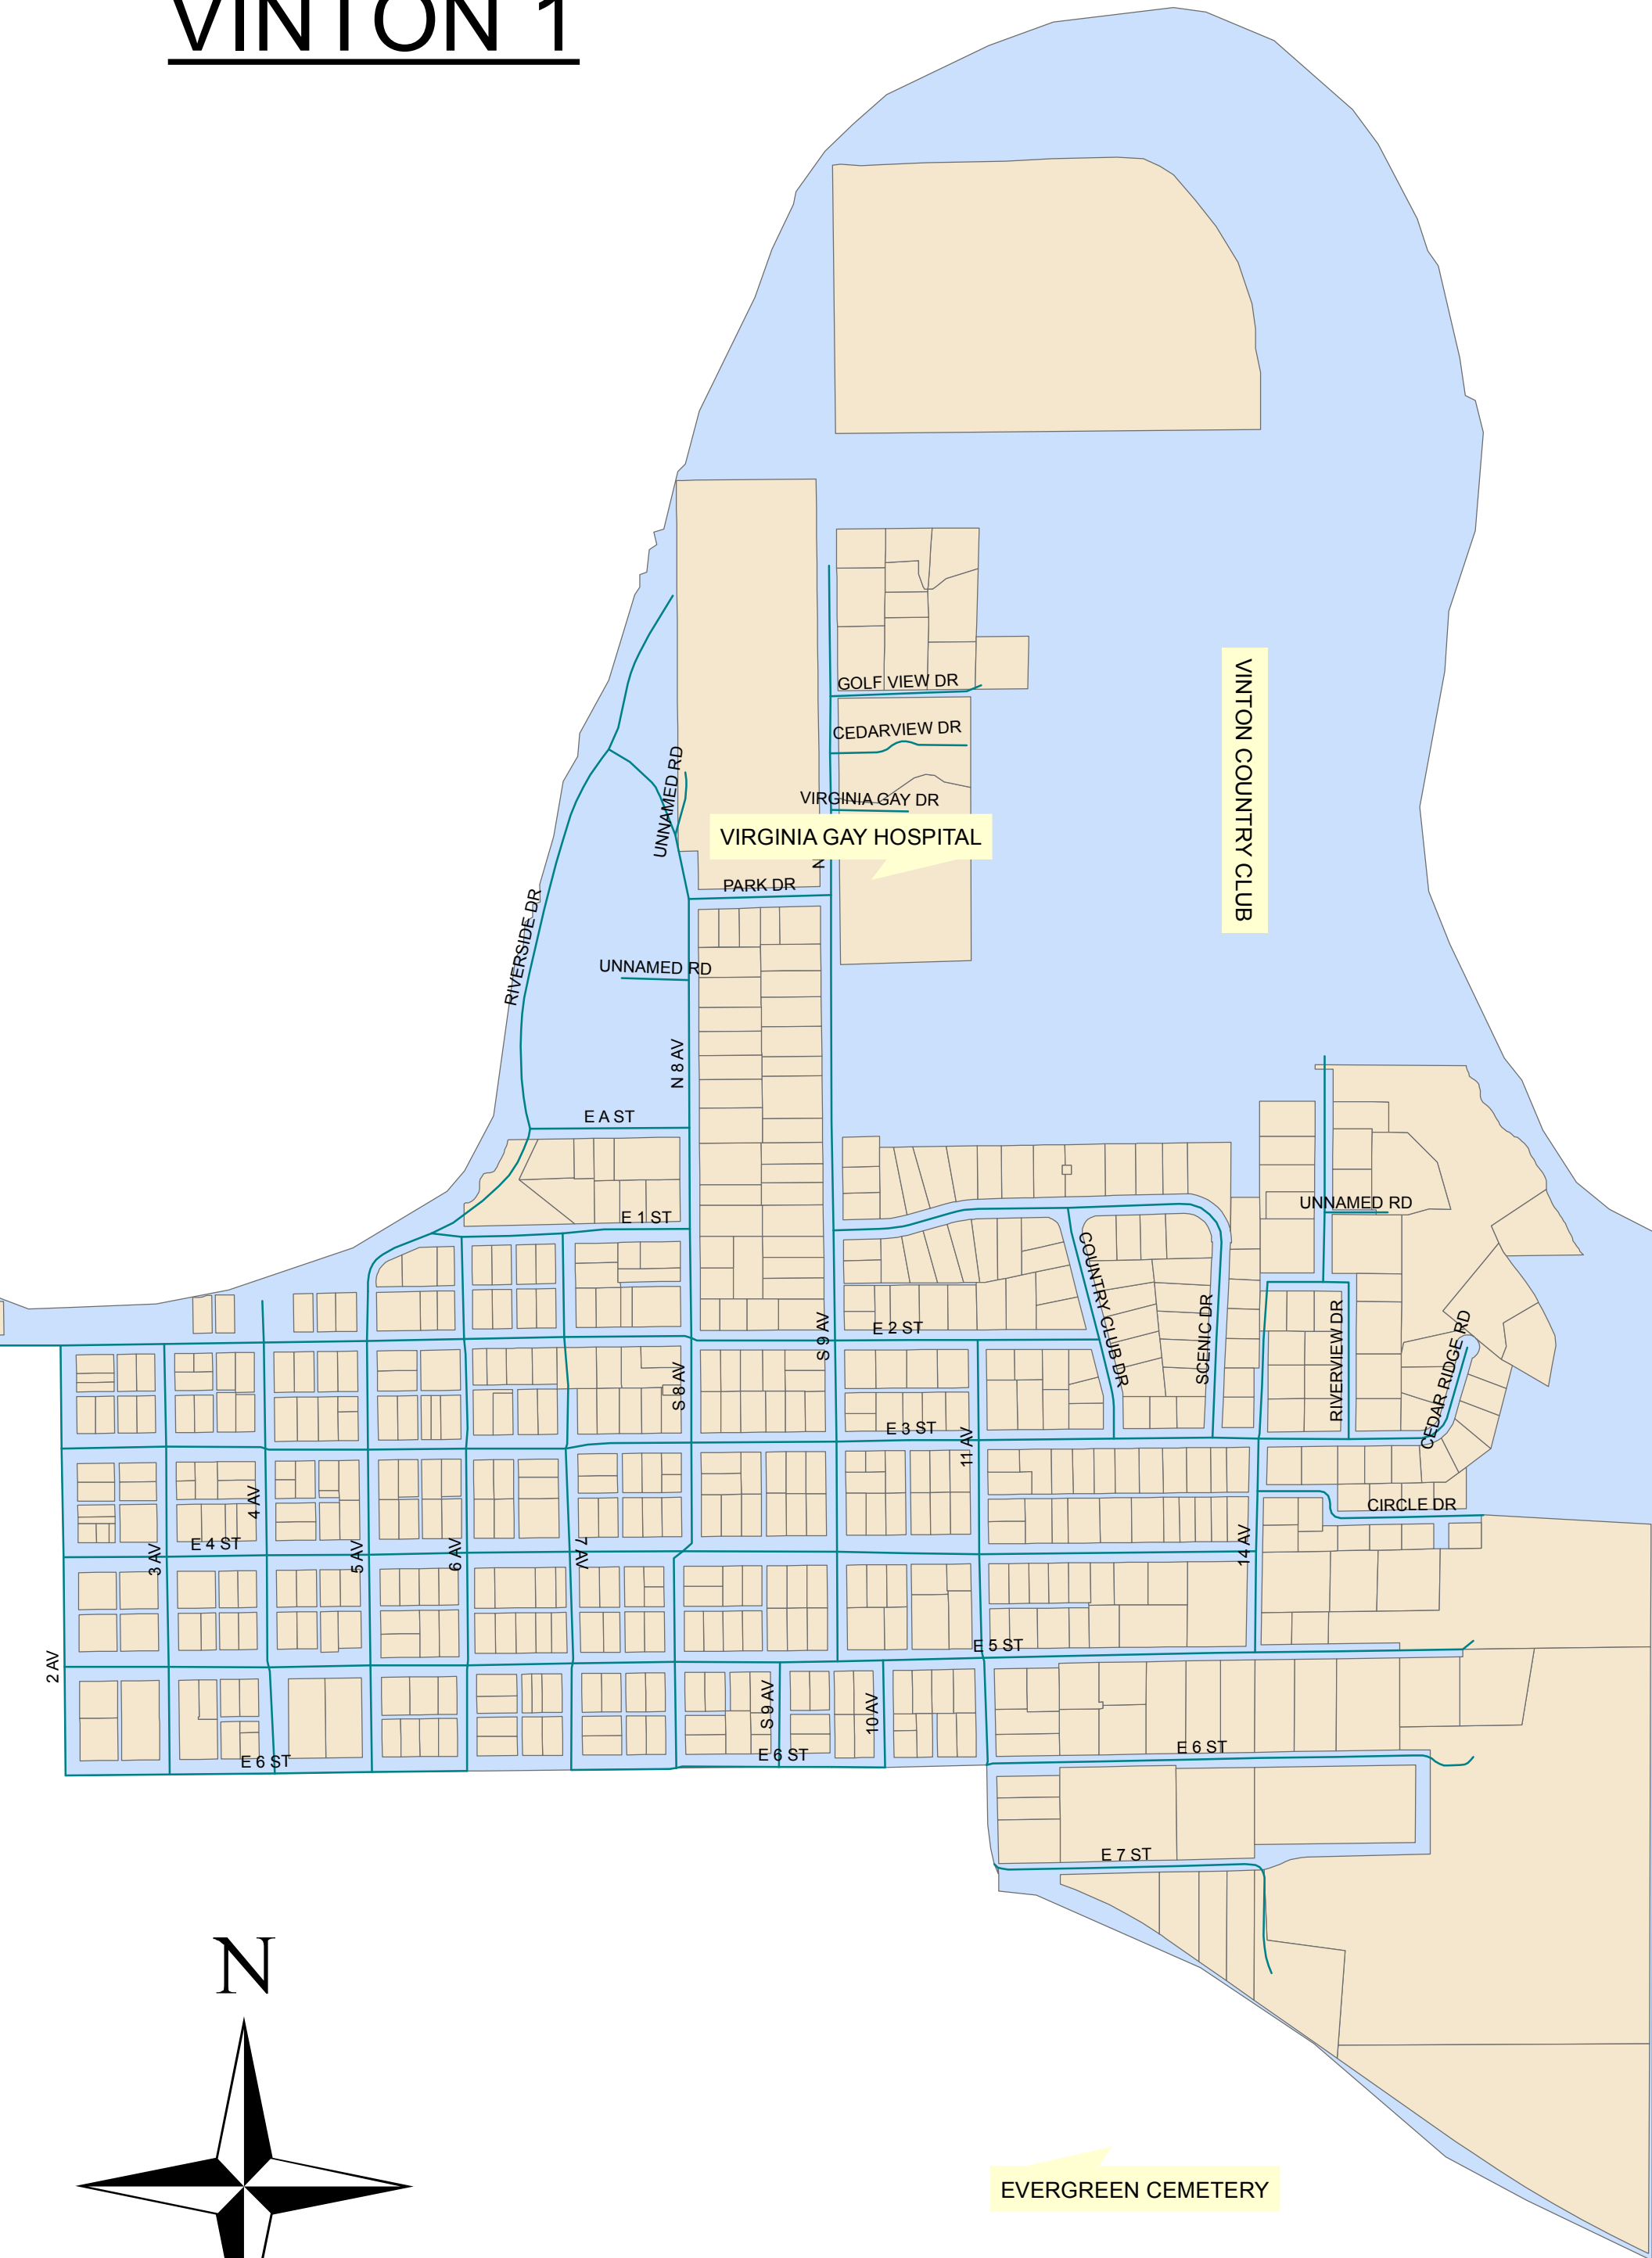 VINTON 1
GOLF VIEW DR
CEDARVIEW DR
VINTON COUNTRY CLUB
UNNAMED RD
VIRGINIA GAY DR
VIRGINIA GAY HOSPITAL
N
PARK DR
RIVERSIDE DR
UNNAMED RD
N 8 AV
E A ST
UNNAMED RD
E 1 ST
COUNTRY CLUB DR
SCENIC DR
RIVERVIEW DR
CEDAR RIDGE RD
E 2 ST
S 9 AV
S 8 AV
E 3 ST
11 AV
4 AV
CIRCLE DR
E 4 ST
3 AV
5 AV
6 AV
7 AV
14 AV
2 AV
E 5 ST
S 9 AV
10 AV
E 6 ST
E 6 ST
E 6 ST
E 7 ST
N
EVERGREEN CEMETERY